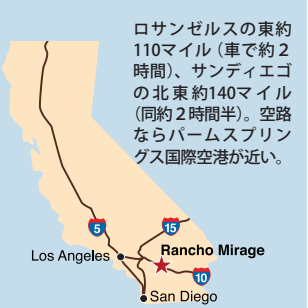 ロサンゼルスの東約
110マイル（車で約２
時間）、サンディエゴ
の北東約140マイル
（同約２時間半）。空路
ならパームスプリン
グス国際空港が近い。
5
15
Rancho Mirage
Los Angeles
10
San Diego